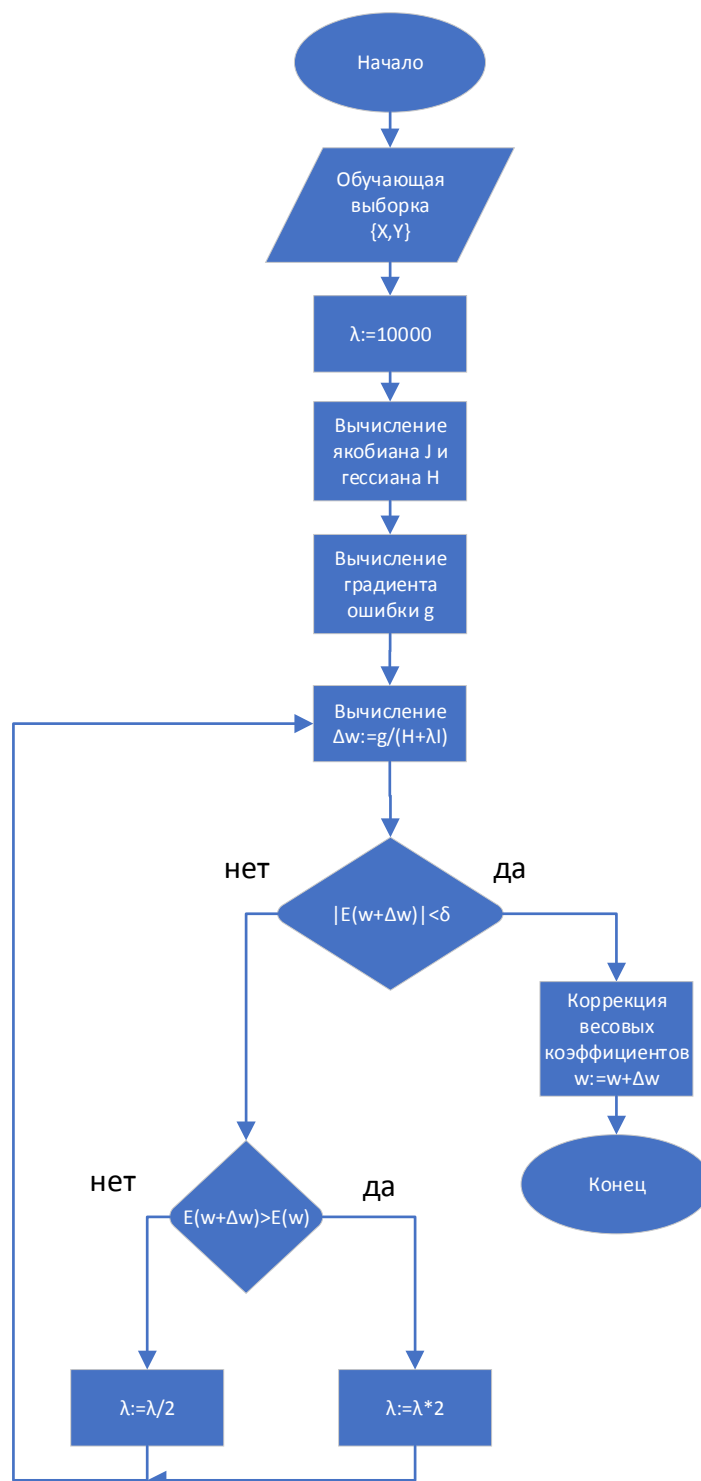 Начало
Обучающая
выборка
{X,Y}
λ:=10000
Вычисление
якобиана J и
гессиана H
Вычисление
градиента
ошибки g
Вычисление
Δw:=g/(H+λI)
нет
да
|E(w+Δw)|<δ
Коррекция
весовых
коэффициентов
w:=w+Δw
Конец
нет
да
E(w+Δw)>E(w)
λ:=λ/2
λ:=λ*2